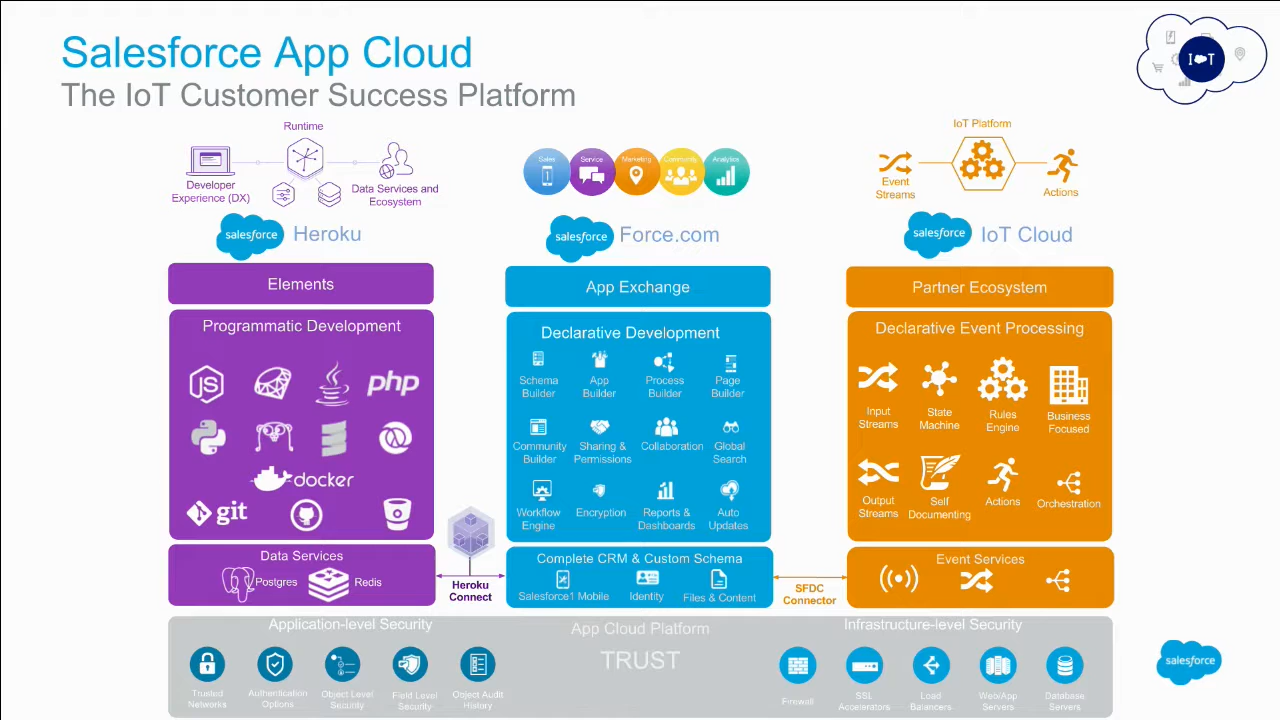 Salesforce App Cloud
The IoT Customer Success Platform
IoT
Runtime
Developer
Experience (DX)
Data Services and
Ecosystem
Sales
Service
Marketing
Community
Analytics
IoT Platform
Event
Streams
Actions
salesforce Heroku
salesforce Force.com
salesforce IoT Cloud
Elements
Programmatic Development
JS
php
docker
git
Data Services
Postgres
Redis
Heroku
Connect
App Exchange
Declarative Development
Schema
Builder
App
Builder
Process
Builder
Page
Builder
Community
Builder
Sharing &
Permissions
Collaboration
Global
Search
Workflow
Engine
Encryption
Reports &
Dashboards
Auto
Updates
Complete CRM & Custom Schema
Salesforce1 Mobile
Identity
Files & Content
SFDC
Connector
Partner Ecosystem
Declarative Event Processing
Input
Streams
State
Machine
Rules
Engine
Business
Focused
Output
Streams
Self
Documenting
Actions
Orchestration
Event Services
Application-level Security
App Cloud Platform
Infrastructure-level Security
TRUST
Trusted
Networks
Authentication
Options
Object Level
Security
Field Level
Security
Object Audit
History
Firewall
SSL
Accelerators
Load
Balancers
Web/App
Servers
Database
Servers
salesforce